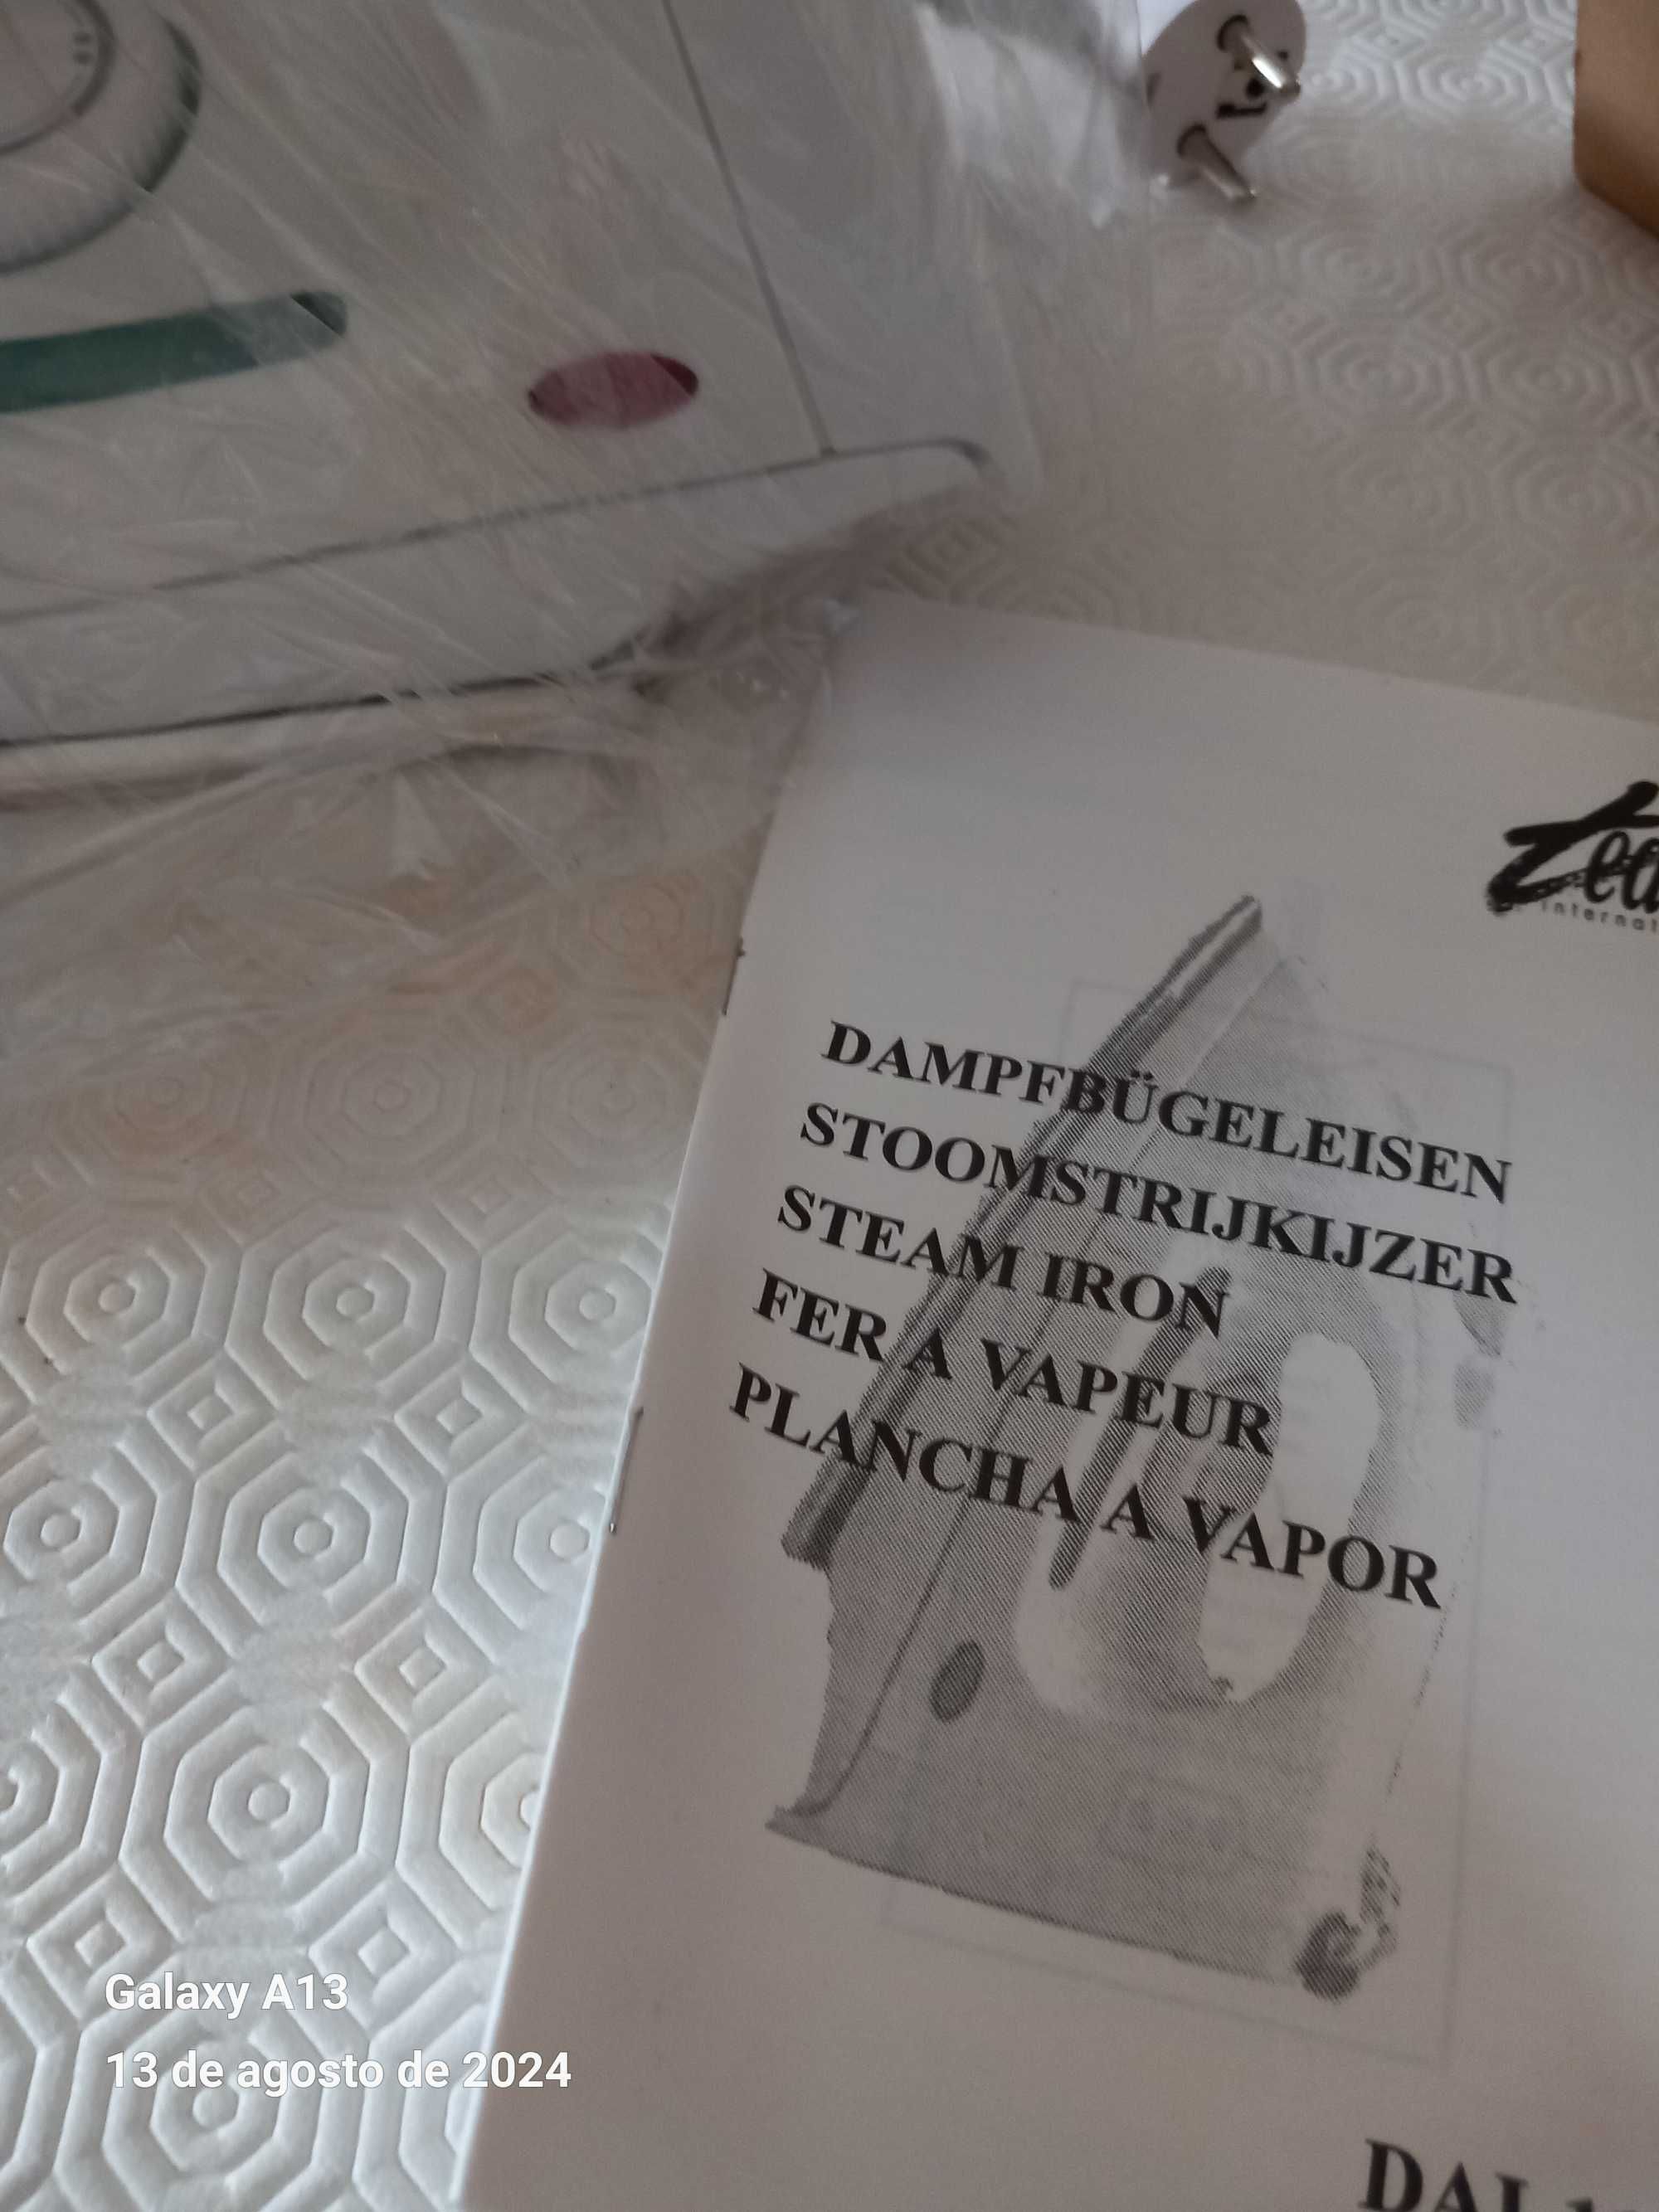 DAMPFBÜGELEISEN
STOOMSTRIJKIJZER
STEAM IRON
FER A VAPEUR
PLANCHA A VAPOR
Galaxy A13
13 de agosto de 2024